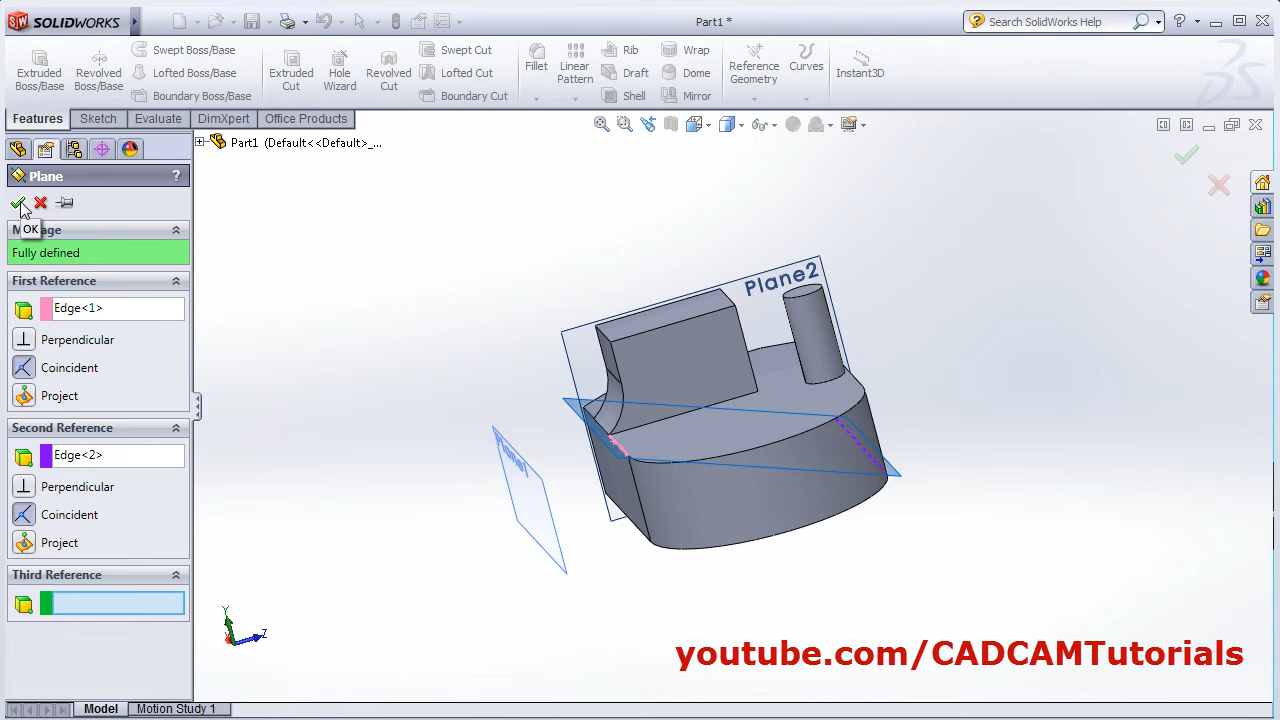 SOLIDWORKS
Part1 *
Search SolidWorks Help
Extruded Boss/Base
Revolved Boss/Base
Swept Boss/Base
Lofted Boss/Base
Boundary Boss/Base
Extruded Cut
Hole Wizard
Revolved Cut
Swept Cut
Lofted Cut
Boundary Cut
Fillet
Linear Pattern
Rib
Draft
Shell
Wrap
Dome
Mirror
Reference Geometry
Curves
Instant3D
Features
Sketch
Evaluate
DimXpert
Office Products
Part1 (Default<<Default>_...
Plane
?
OK
Fully defined
First Reference
Edge<1>
Perpendicular
Coincident
Project
Second Reference
Edge<2>
Perpendicular
Coincident
Project
Third Reference
Plane2
Y
Z
youtube.com/CADCAMTutorials
Model
Motion Study 1